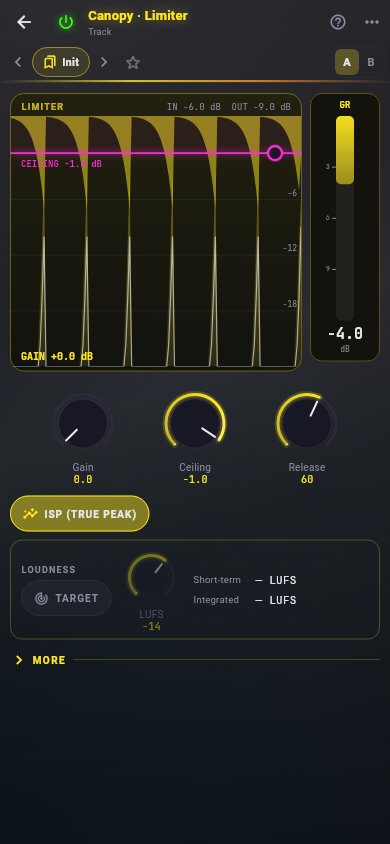 Canopy · Limiter
Track
Init
A B
LIMITER IN -6.0 dB OUT -9.0 dB
GR
CEILING -1.0 dB
3
-6
6
-12
9
-18
-4.0
dB
GAIN +0.0 dB
Gain Ceiling Release
0.0 -1.0 60
ISP (TRUE PEAK)
LOUDNESS
TARGET
LUFS
-14
Short-term — LUFS
Integrated — LUFS
MORE